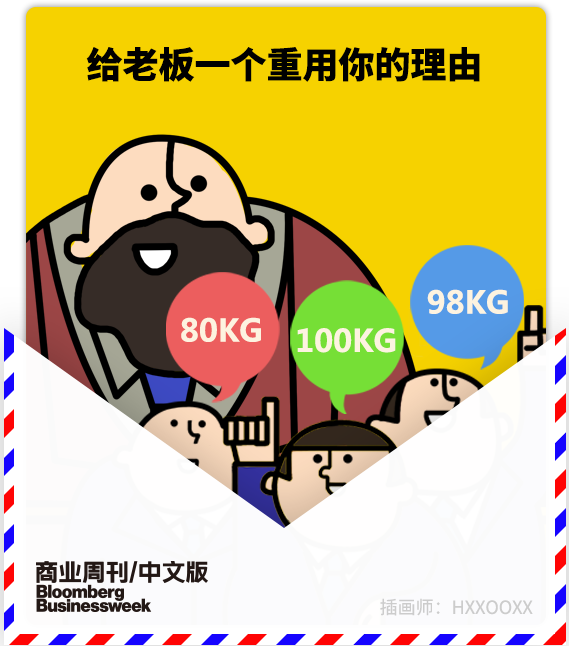 给老板一个重用你的理由
98KG
80KG
100KG
商业周刊/中文版
Bloomberg
Businessweek
插画师：HXXOOXX